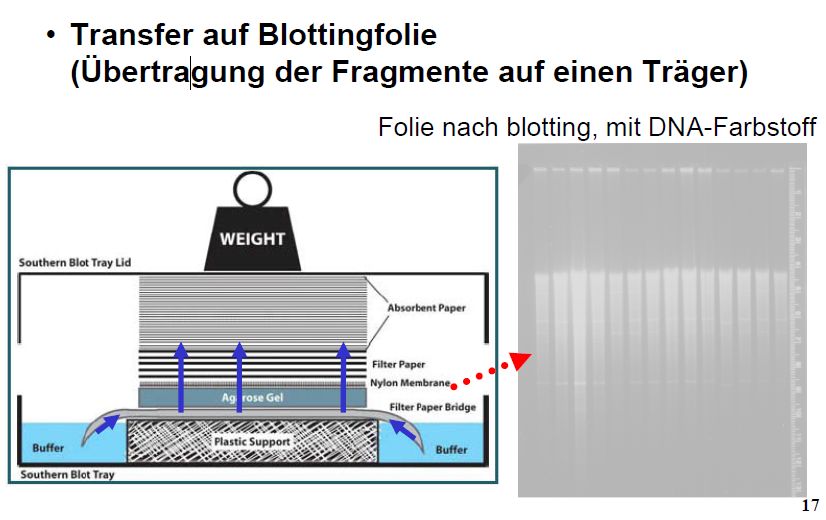 • Transfer auf Blottingfolie
(Übertragung der Fragmente auf einen Träger)
Folie nach blotting, mit DNA-Farbstoff
WEIGHT
Southern Blot Tray Lid
Absorbent Paper
Filter Paper
Nylon Membrane
Agarose Gel
Filter Paper Bridge
Plastic Support
Buffer
Buffer
Southern Blot Tray
17